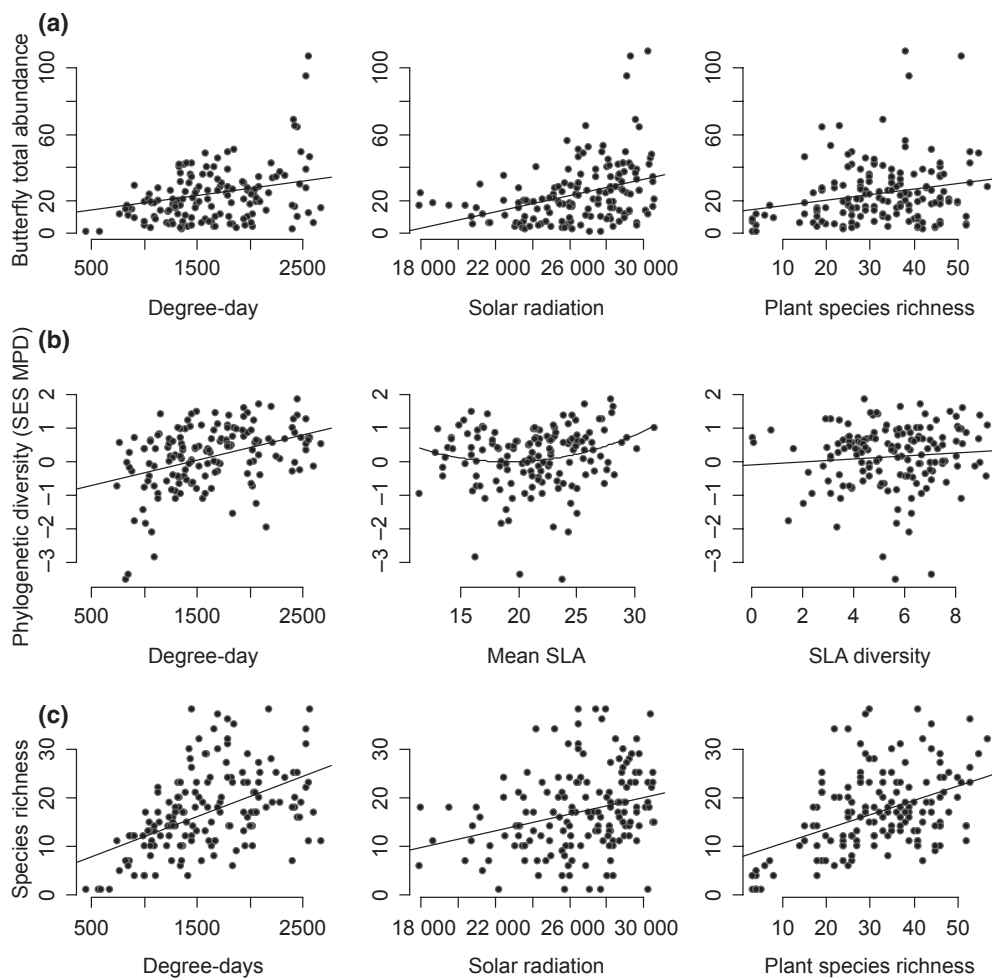 (a)
Butterfly total abundance
0 20 60 100
500 1500 2500
Degree-day
0 20 60 100
18 000 22 000 26 000 30 000
Solar radiation
0 20 60 100
10 20 30 40 50
Plant species richness
(b)
Phylogenetic diversity (SES MPD)
−3 −2 −1 0 1 2
500 1500 2500
Degree-day
−3 −2 −1 0 1 2
15 20 25 30
Mean SLA
−3 −2 −1 0 1 2
0 2 4 6 8
SLA diversity
(c)
Species richness
0 10 20 30
500 1500 2500
Degree-days
0 10 20 30
18 000 22 000 26 000 30 000
Solar radiation
0 10 20 30
10 20 30 40 50
Plant species richness